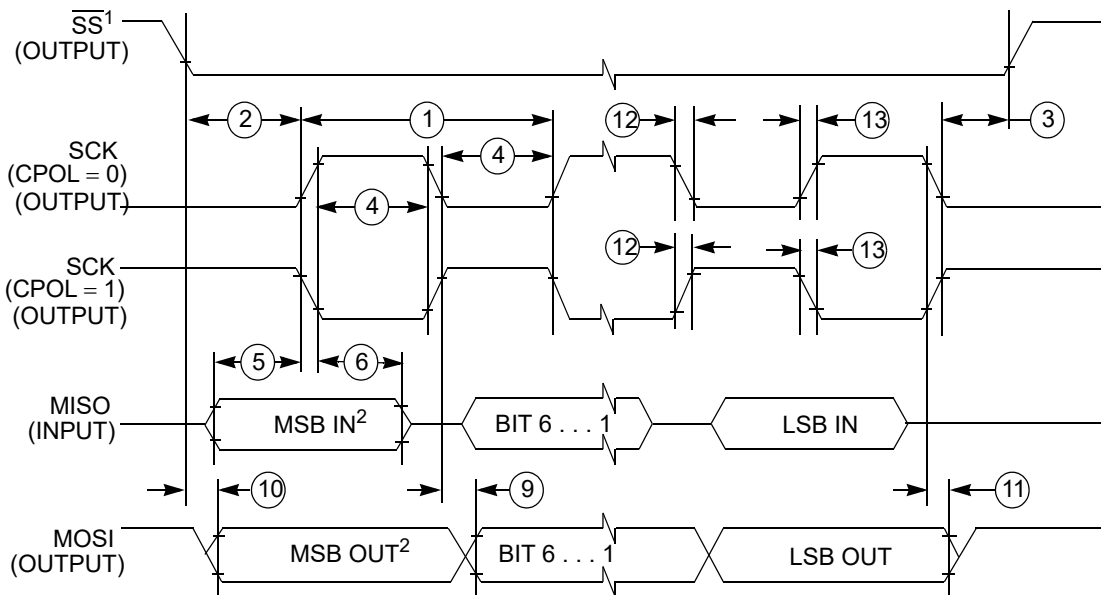 SS¹
(OUTPUT)
2
1
12
13
3
SCK
(CPOL = 0)
(OUTPUT)
4
4
SCK
(CPOL = 1)
(OUTPUT)
12
13
5
6
MISO
(INPUT)
MSB IN²
BIT 6 . . . 1
LSB IN
10
9
11
MOSI
(OUTPUT)
MSB OUT²
BIT 6 . . . 1
LSB OUT